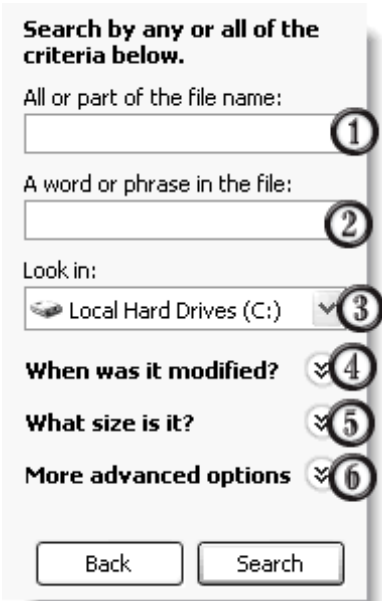 Search by any or all of the
criteria below.
All or part of the file name:
1
A word or phrase in the file:
2
Look in:
Local Hard Drives (C:) 3
When was it modified? 4
What size is it? 5
More advanced options 6
Back Search